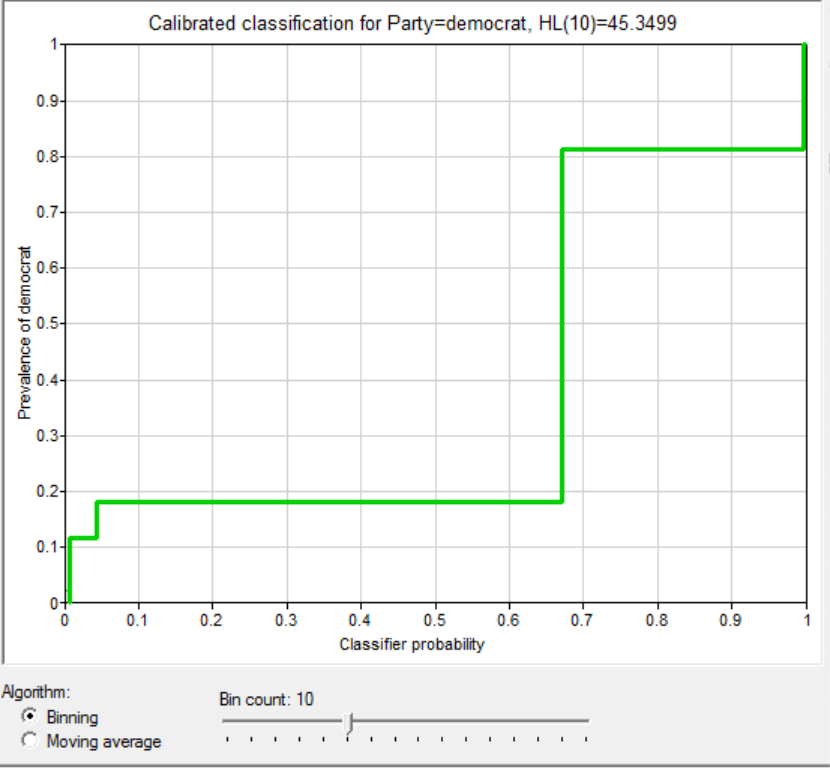 Calibrated classification for Party=democrat, HL(10)=45.3499
1
0.9
0.8
0.7
0.6
0.5
0.4
0.3
0.2
0.1
0
Prevalence of democrat
0 0.1 0.2 0.3 0.4 0.5 0.6 0.7 0.8 0.9 1
Classifier probability
Algorithm:
Binning
Moving average
Bin count: 10